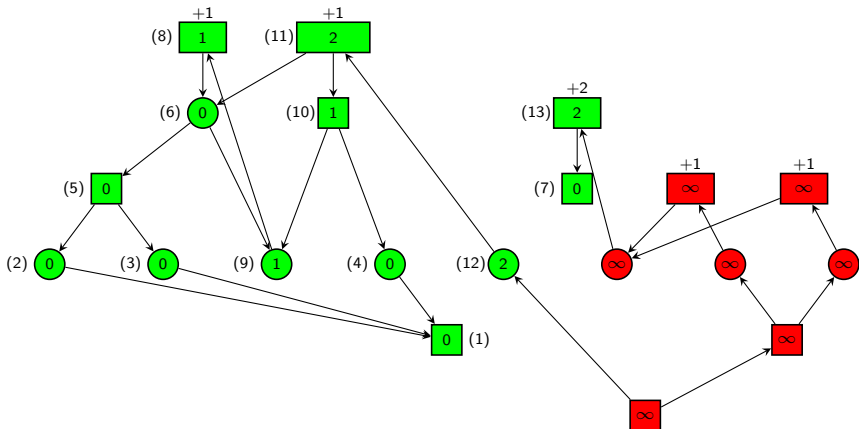 +1 +1
(8) 1 (11) 2
+2
(6) 0 (10) 1 (13) 2
+1 +1
(5) 0 (7) 0 ∞ ∞
(2) 0 (3) 0 (9) 1 (4) 0 (12) 2 ∞ ∞ ∞
0 (1) ∞
∞